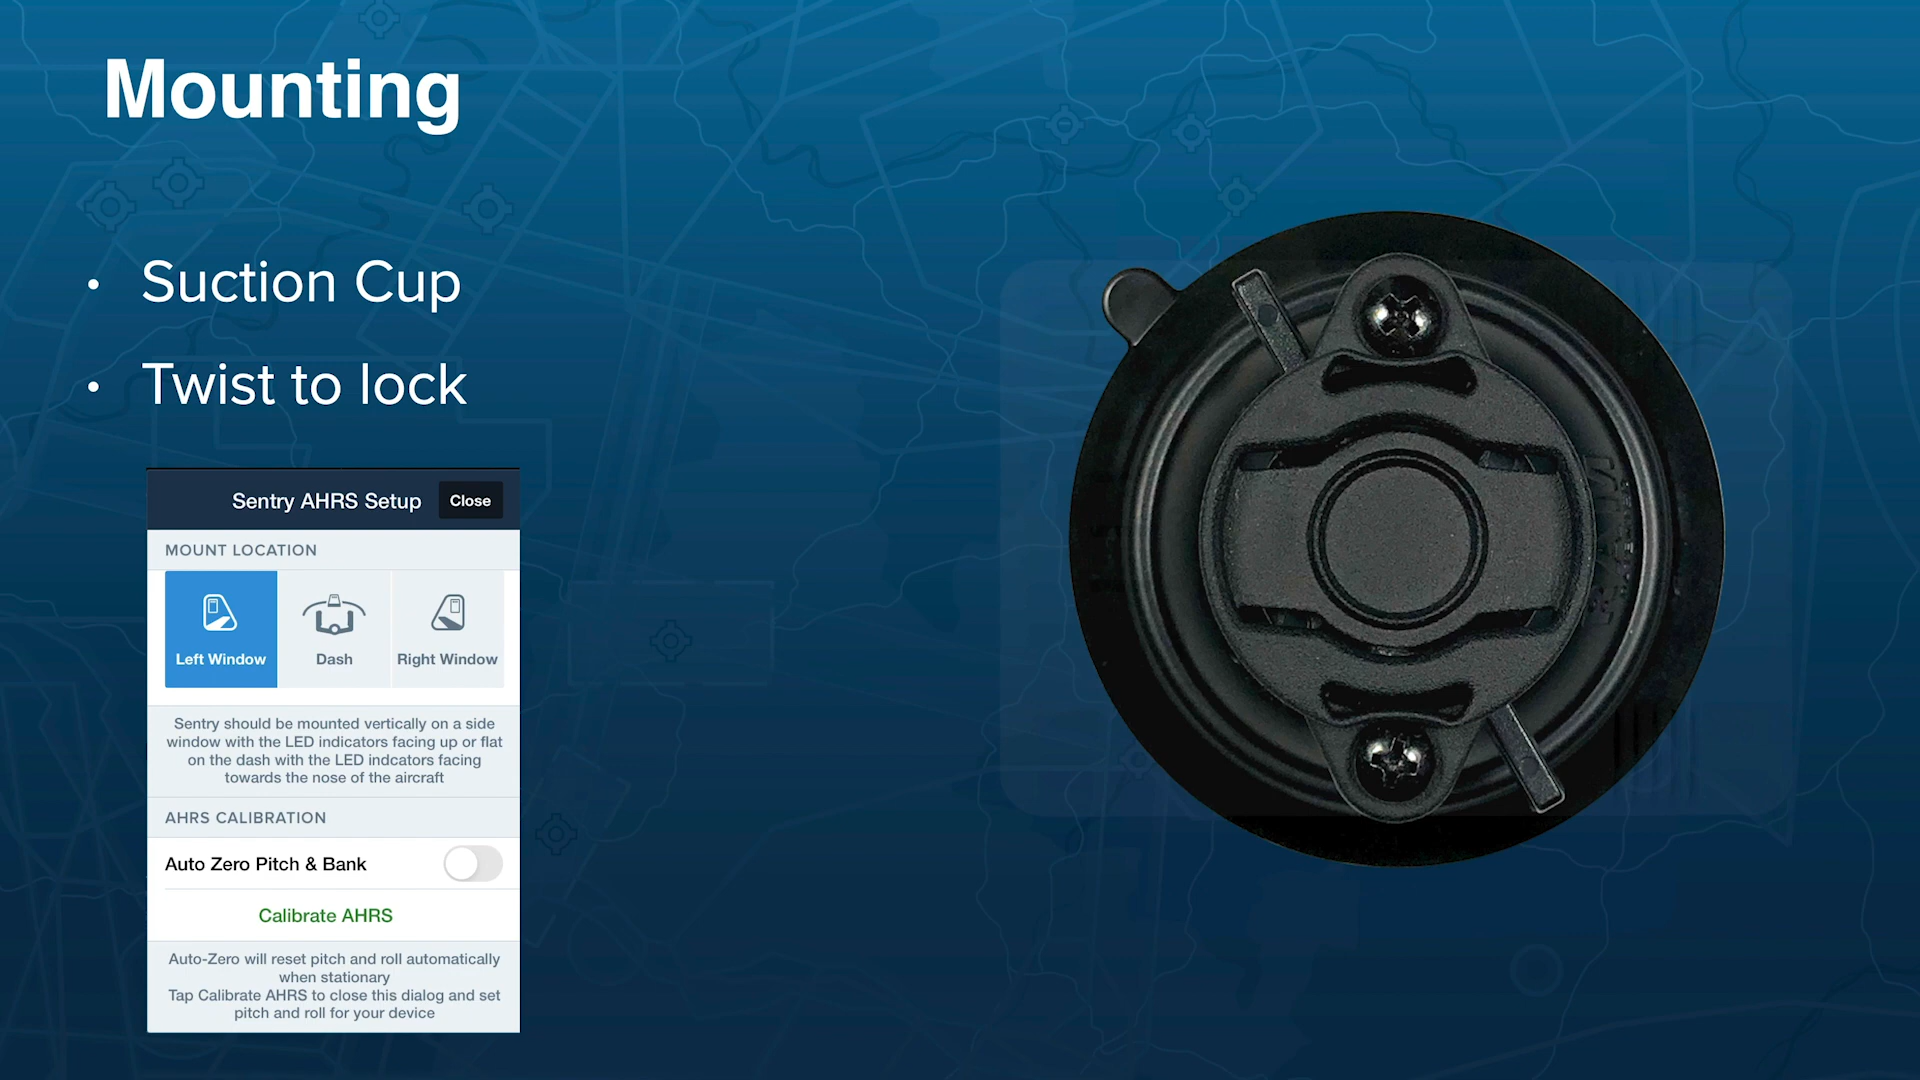 Mounting
• Suction Cup
• Twist to lock
Sentry AHRS Setup
Close
MOUNT LOCATION
Left Window
Dash
Right Window
Sentry should be mounted vertically on a side
window with the LED indicators facing up or flat
on the dash with the LED indcators facing
towards the nose of the aircraft
AHRS CALIBRATION
Auto Zero Pitch & Bank
Calibrate AHRS
Auto-Zero will reset pitch and roll automatically
when stationary
Tap Calibrate AHRS to close this dialog and set
pitch and roll for your device